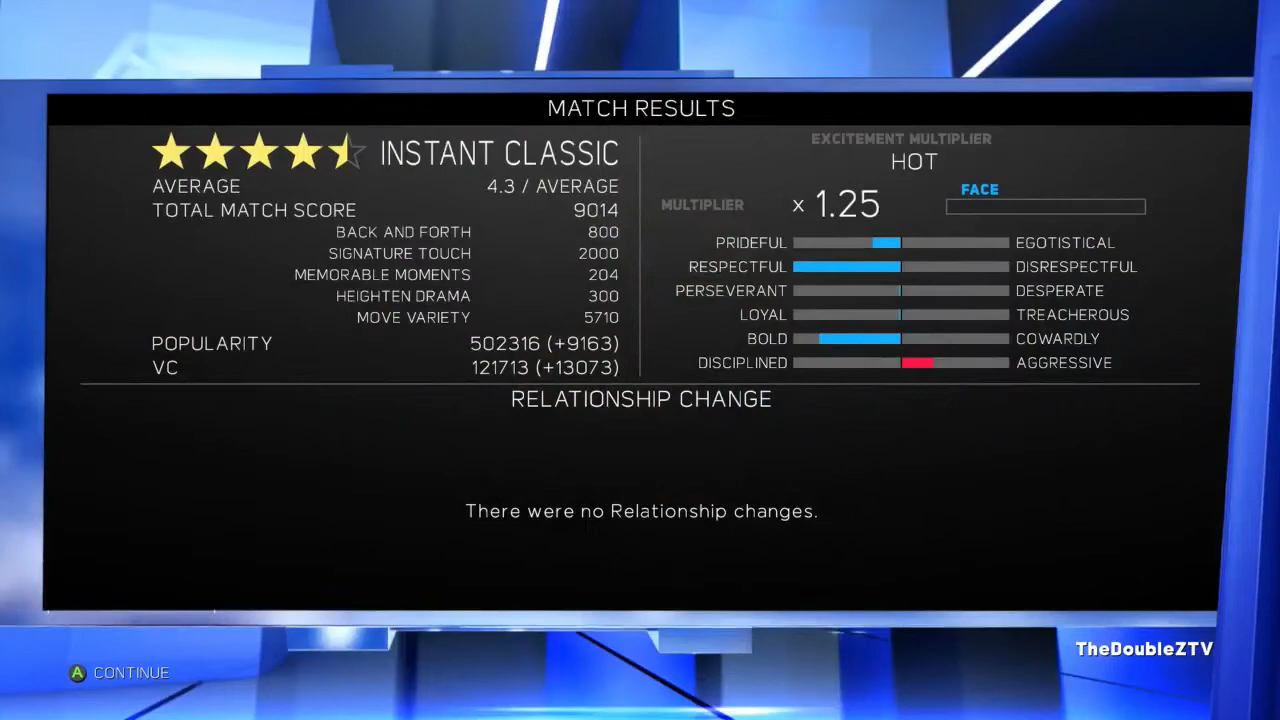 MATCH RESULTS
INSTANT CLASSIC
AVERAGE 4.3 / AVERAGE
TOTAL MATCH SCORE 9014
BACK AND FORTH 800
SIGNATURE TOUCH 2000
MEMORABLE MOMENTS 204
HEIGHTEN DRAMA 300
MOVE VARIETY 5710
POPULARITY 502316 (+9163)
VC 121713 (+13073)
EXCITEMENT MULTIPLIER
HOT
FACE
MULTIPLIER x 1.25
PRIDEFUL EGOTISTICAL
RESPECTFUL DISRESPECTFUL
PERSEVERANT DESPERATE
LOYAL TREACHEROUS
BOLD COWARDLY
DISCIPLINED AGGRESSIVE
RELATIONSHIP CHANGE
There were no Relationship changes.
TheDoubleZTV
A CONTINUE